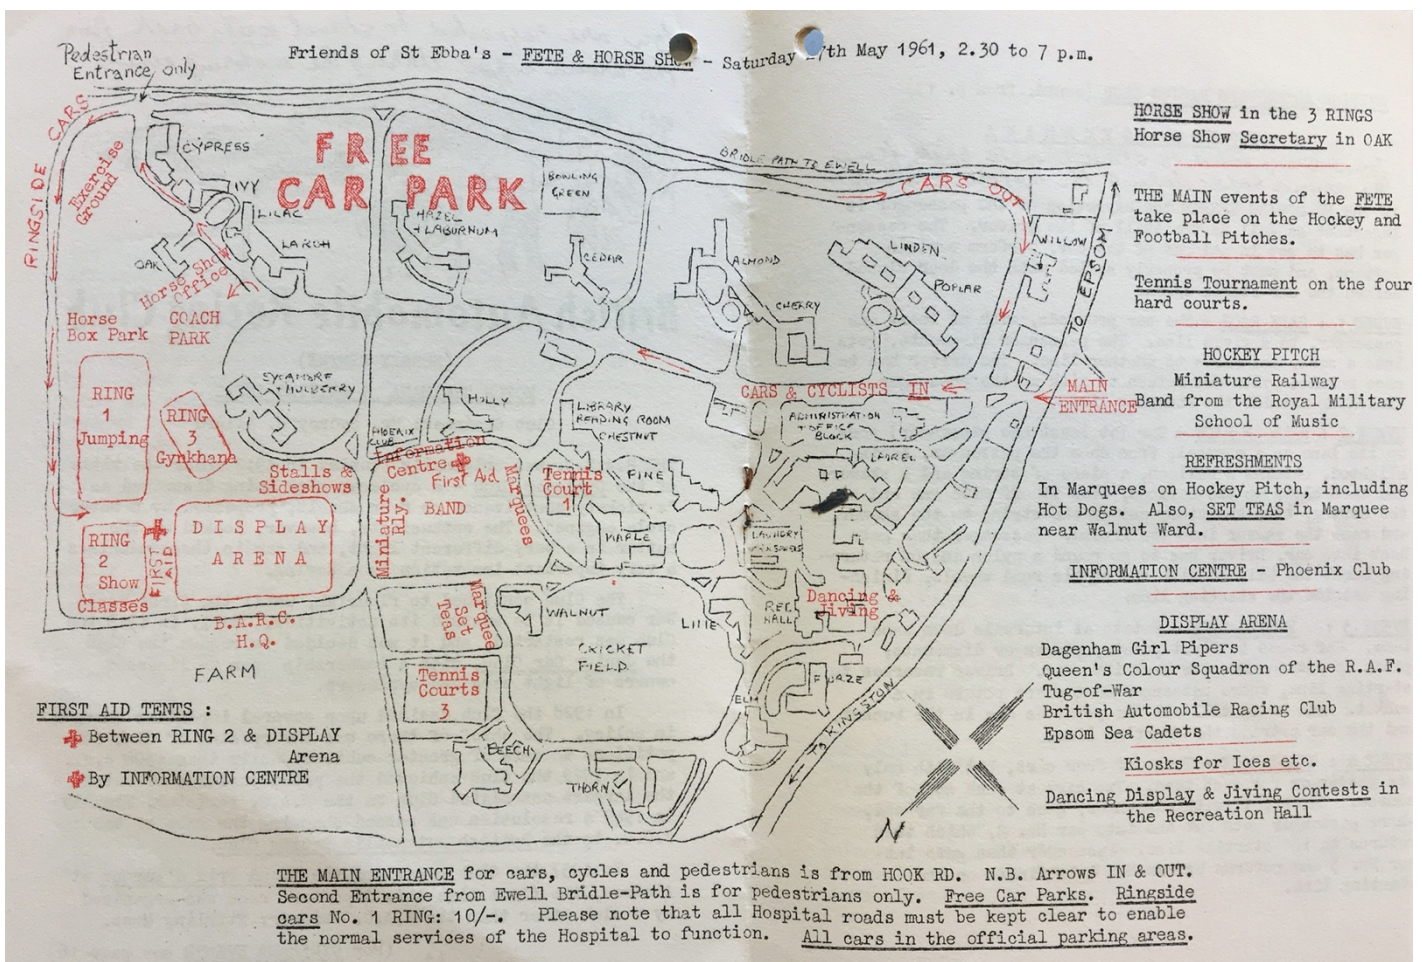 Friends of St Ebba's - FETE & HORSE SHOW - Saturday 7th May 1961, 2.30 to 7 p.m.
Pedestrian
Entrance only
RINGSIDE CARS
Exercise
Ground
CYPRESS
IVY
LILAC
LARCH
OAK
Horse Show
Office
FREE
CAR PARK
HAZEL
+ LABURNUM
BOWLING
GREEN
CEDAR
BRIDLE PATH TO EWELL
CARS OUT
ALMOND
CHERRY
LINDEN
POPLAR
WILLOW
TO EPSOM
MAIN
ENTRANCE
CARS & CYCLISTS IN
Horse
Box Park
COACH
PARK
RING
1
Jumping
RING
3
Gynkhana
SYCAMORE
+ MULBERRY
HOLLY
PHOENIX
CLUB
LIBRARY
READING ROOM
CHESTNUT
ADMINISTRATION
+ OFFICE
BLOCK
LAUREL
Information
Centre
First Aid
BAND
Miniature
Rly.
Marquees
Tennis
Court
1
PINE
MAPLE
LAUNDRY
Stalls &
Sideshows
DISPLAY
ARENA
RING
2
Show
Classes
FIRST
AID
B.A.R.C.
H.Q.
FARM
Marquee
Set
Teas
Tennis
Courts
3
WALNUT
CRICKET
FIELD.
LIME
REC.
HALL
Dancing &
Jiving
ELM
FURZE
BEECH
THORN
TO KINGSTON
N
FIRST AID TENTS :
Between RING 2 & DISPLAY
Arena
By INFORMATION CENTRE
HORSE SHOW in the 3 RINGS
Horse Show Secretary in OAK
THE MAIN events of the FETE
take place on the Hockey and
Football Pitches.
Tennis Tournament on the four
hard courts.
HOCKEY PITCH
Miniature Railway
Band from the Royal Military
School of Music
REFRESHMENTS
In Marquees on Hockey Pitch, including
Hot Dogs. Also, SET TEAS in Marquee
near Walnut Ward.
INFORMATION CENTRE - Phoenix Club
DISPLAY ARENA
Dagenham Girl Pipers
Queen's Colour Squadron of the R.A.F.
Tug-of-War
British Automobile Racing Club
Epsom Sea Cadets
Kiosks for Ices etc.
Dancing Display & Jiving Contests in
the Recreation Hall
THE MAIN ENTRANCE for cars, cycles and pedestrians is from HOOK RD. N.B. Arrows IN & OUT.
Second Entrance from Ewell Bridle-Path is for pedestrians only. Free Car Parks. Ringside
cars No. 1 RING: 10/-. Please note that all Hospital roads must be kept clear to enable
the normal services of the Hospital to function. All cars in the official parking areas.